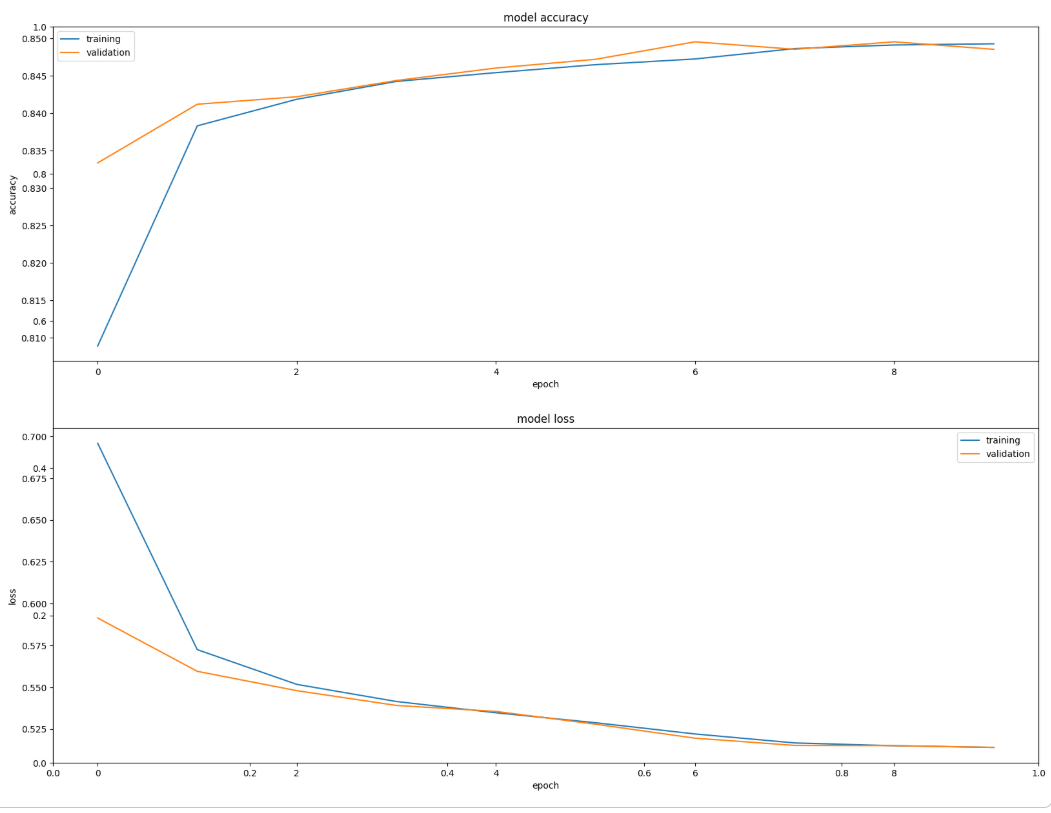 model accuracy
1.0
0.850
training
validation
0.845
0.840
0.835
0.8
0.830
accuracy
0.825
0.820
0.815
0.6
0.810
0 2 4 6 8
epoch
model loss
0.700
training
0.4
validation
0.675
0.650
0.625
loss
0.600
0.2
0.575
0.550
0.525
0.0
0.0 0 0.2 2 0.4 4 0.6 6 0.8 8 1.0
epoch